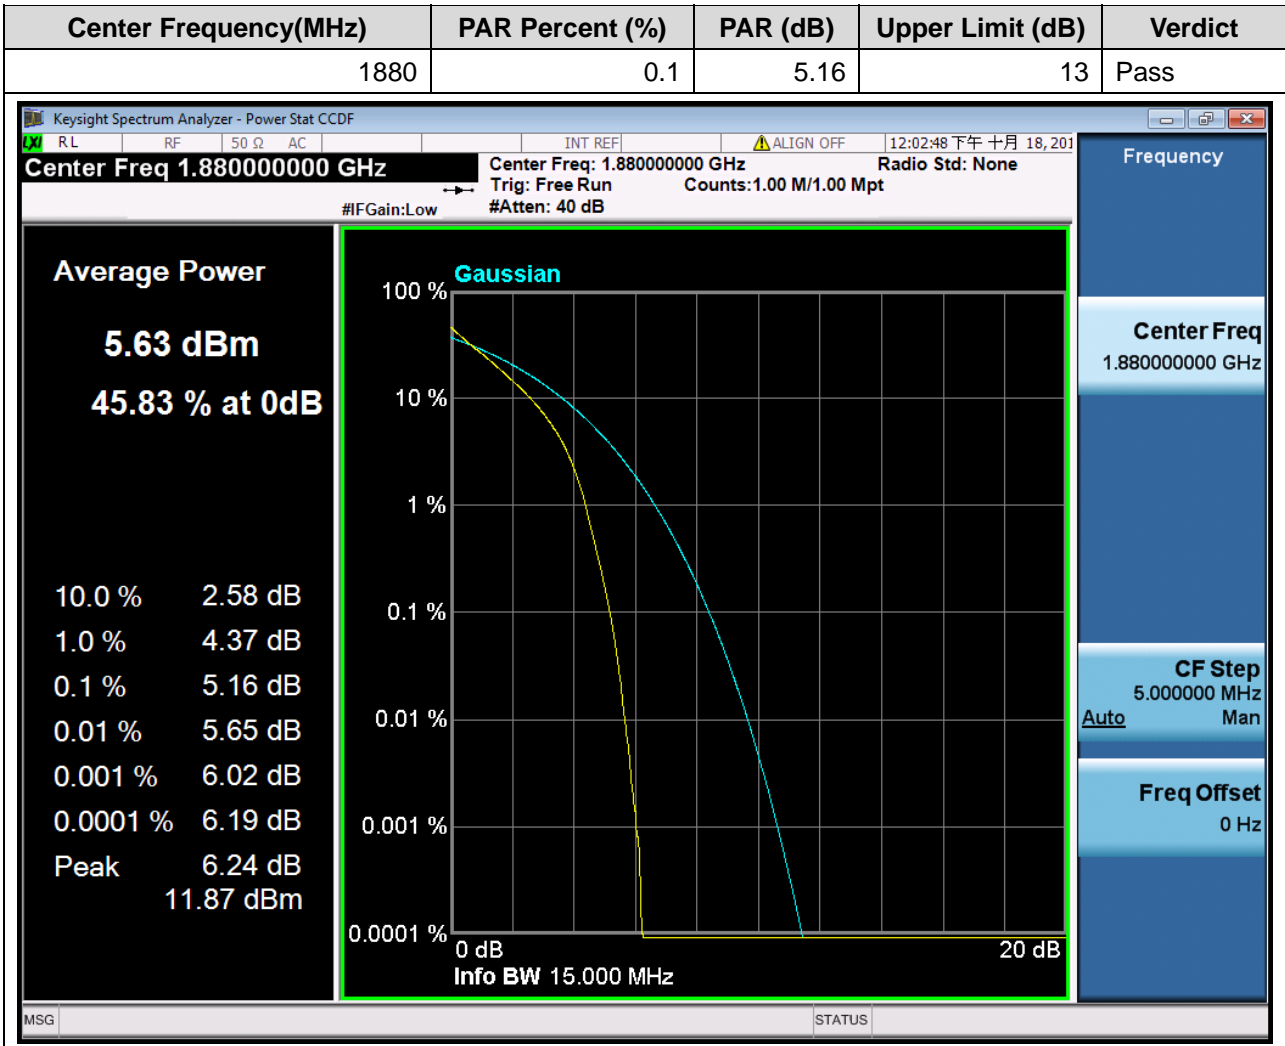 Center Frequency(MHz) PAR Percent (%) PAR (dB) Upper Limit (dB) Verdict
1880 0.1 5.16 13 Pass
Keysight Spectrum Analyzer - Power Stat CCDF
LXI RL RF 50 Ω AC INT REF ALIGN OFF 12:02:48 下午 十月 18, 201
Center Freq 1.880000000 GHz
Center Freq: 1.880000000 GHz Radio Std: None
Trig: Free Run Counts:1.00 M/1.00 Mpt
#IFGain:Low #Atten: 40 dB
Frequency
Average Power
5.63 dBm
45.83 % at 0dB
10.0 % 2.58 dB
1.0 % 4.37 dB
0.1 % 5.16 dB
0.01 % 5.65 dB
0.001 % 6.02 dB
0.0001 % 6.19 dB
Peak 6.24 dB
11.87 dBm
Gaussian
100 %
10 %
1 %
0.1 %
0.01 %
0.001 %
0.0001 %
0 dB 20 dB
Info BW 15.000 MHz
Center Freq
1.880000000 GHz
CF Step
5.000000 MHz
Auto Man
Freq Offset
0 Hz
MSG STATUS